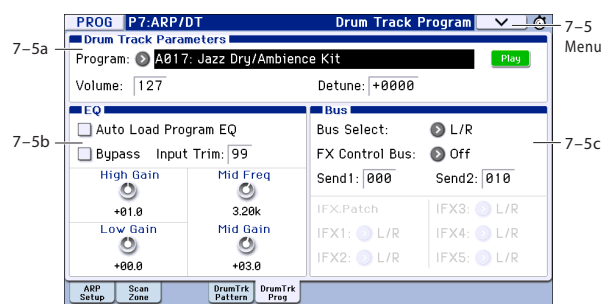 PROG P7:ARP/DT Drum Track Program
7–5
Menu
Drum Track Parameters
7–5a
Program: A017: Jazz Dry/Ambience Kit Play
Volume: 127 Detune: +0000
EQ Bus
Auto Load Program EQ Bus Select: L/R
7–5b
7–5c
Bypass Input Trim: 99 FX Control Bus: Off
Send1: 000 Send2: 010
High Gain Mid Freq
+01.0 3.20k
IFX.Patch IFX3: L/R
Low Gain Mid Gain
IFX1: L/R IFX4: L/R
+00.0 +03.0
IFX2: L/R IFX5: L/R
ARP Setup Scan Zone DrumTrk Pattern DrumTrk Prog